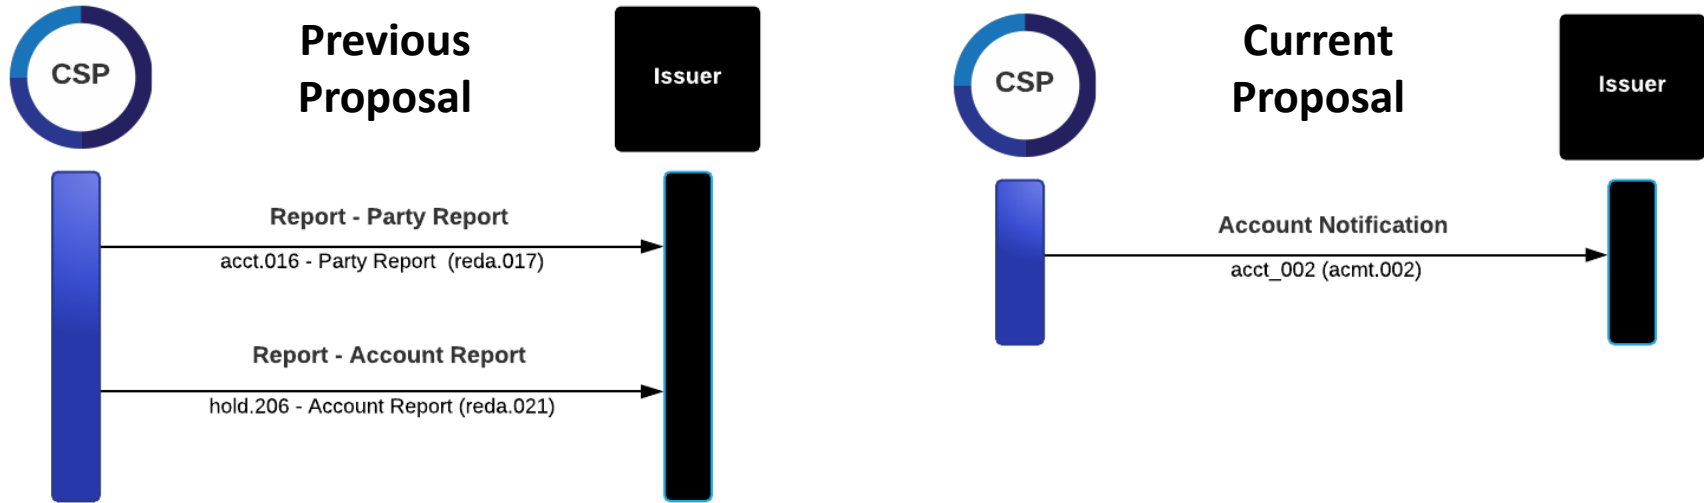 CSP
Previous
Proposal
Issuer
Report - Party Report
acct.016 - Party Report  (reda.017)
Report - Account Report
hold.206 - Account Report (reda.021)
CSP
Current
Proposal
Issuer
Account Notification
acct_002 (acmt.002)